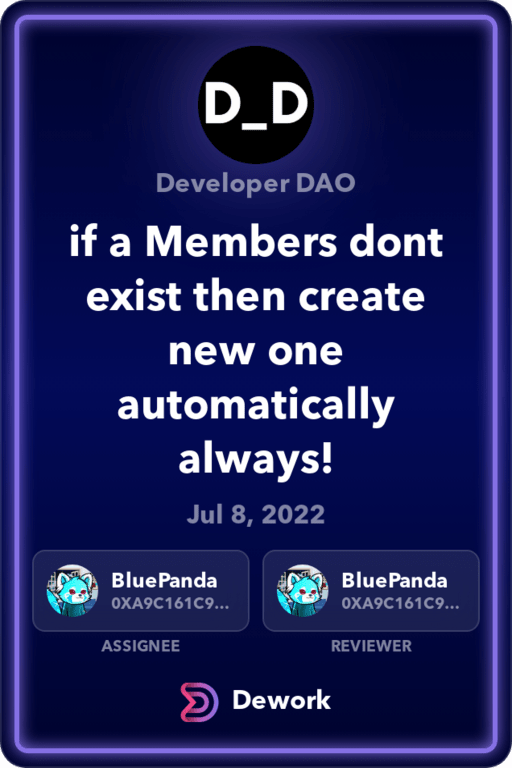 D_D
Developer DAO
if a Members dont
exist then create
new one
automatically
always!
Jul 8, 2022
BluePanda
0XA9C161C9...
ASSIGNEE
BluePanda
0XA9C161C9...
REVIEWER
Dework